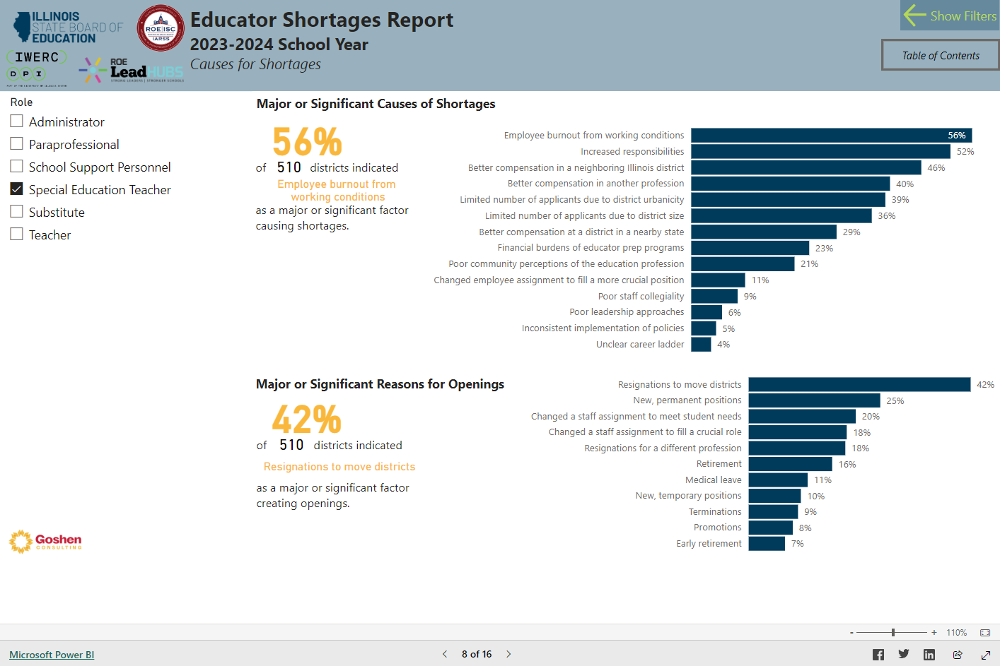 ILLINOIS
STATE BOARD OF
EDUCATION
ROE ISC
IARSS
IWERC
DPI
ROE
LeadHUBS
STRONG LEADERS | STRONGER SCHOOLS
Educator Shortages Report
2023-2024 School Year
Causes for Shortages
Show Filters
Table of Contents
Role
Administrator
Paraprofessional
School Support Personnel
Special Education Teacher
Substitute
Teacher
Major or Significant Causes of Shortages
56%
of 510 districts indicated
Employee burnout from
working conditions
as a major or significant factor
causing shortages.
Employee burnout from working conditions 56%
Increased responsibilities 52%
Better compensation in a neighboring Illinois district 46%
Better compensation in another profession 40%
Limited number of applicants due to district urbanicity 39%
Limited number of applicants due to district size 36%
Better compensation at a district in a nearby state 29%
Financial burdens of educator prep programs 23%
Poor community perceptions of the education profession 21%
Changed employee assignment to fill a more crucial position 11%
Poor staff collegiality 9%
Poor leadership approaches 6%
Inconsistent implementation of policies 5%
Unclear career ladder 4%
Major or Significant Reasons for Openings
42%
of 510 districts indicated
Resignations to move districts
as a major or significant factor
creating openings.
Resignations to move districts 42%
New, permanent positions 25%
Changed a staff assignment to meet student needs 20%
Changed a staff assignment to fill a crucial role 18%
Resignations for a different profession 18%
Retirement 16%
Medical leave 11%
New, temporary positions 10%
Terminations 9%
Promotions 8%
Early retirement 7%
Goshen
CONSULTING
- + 110%
Microsoft Power BI
8 of 16